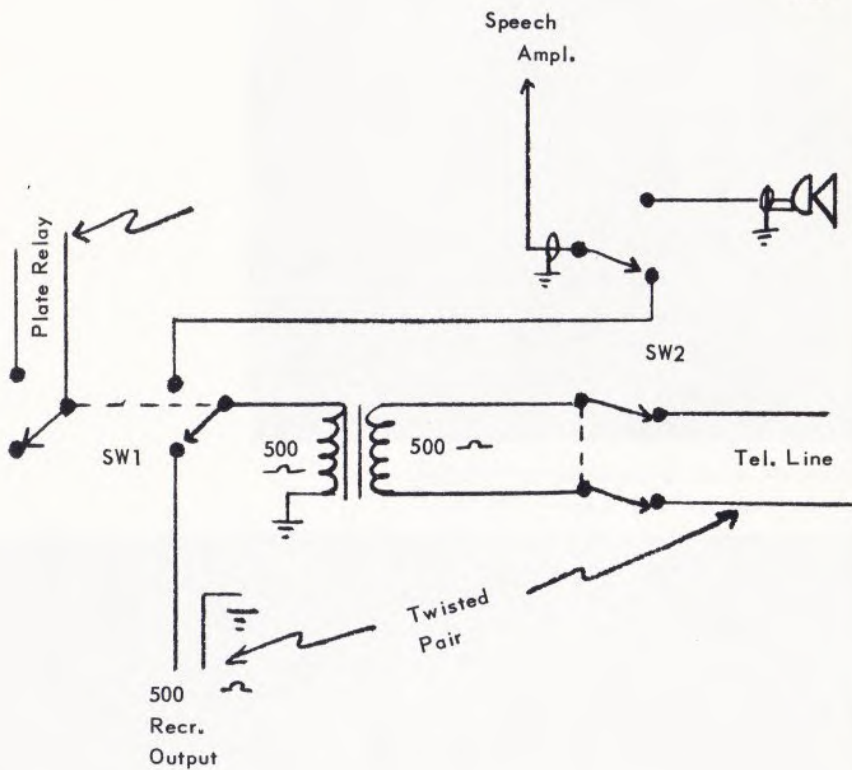 Speech
Ampl.
Plate Relay
SW2
SW1
500 Ω
500 Ω
Tel. Line
Twisted
Pair
500 Ω
Recr.
Output